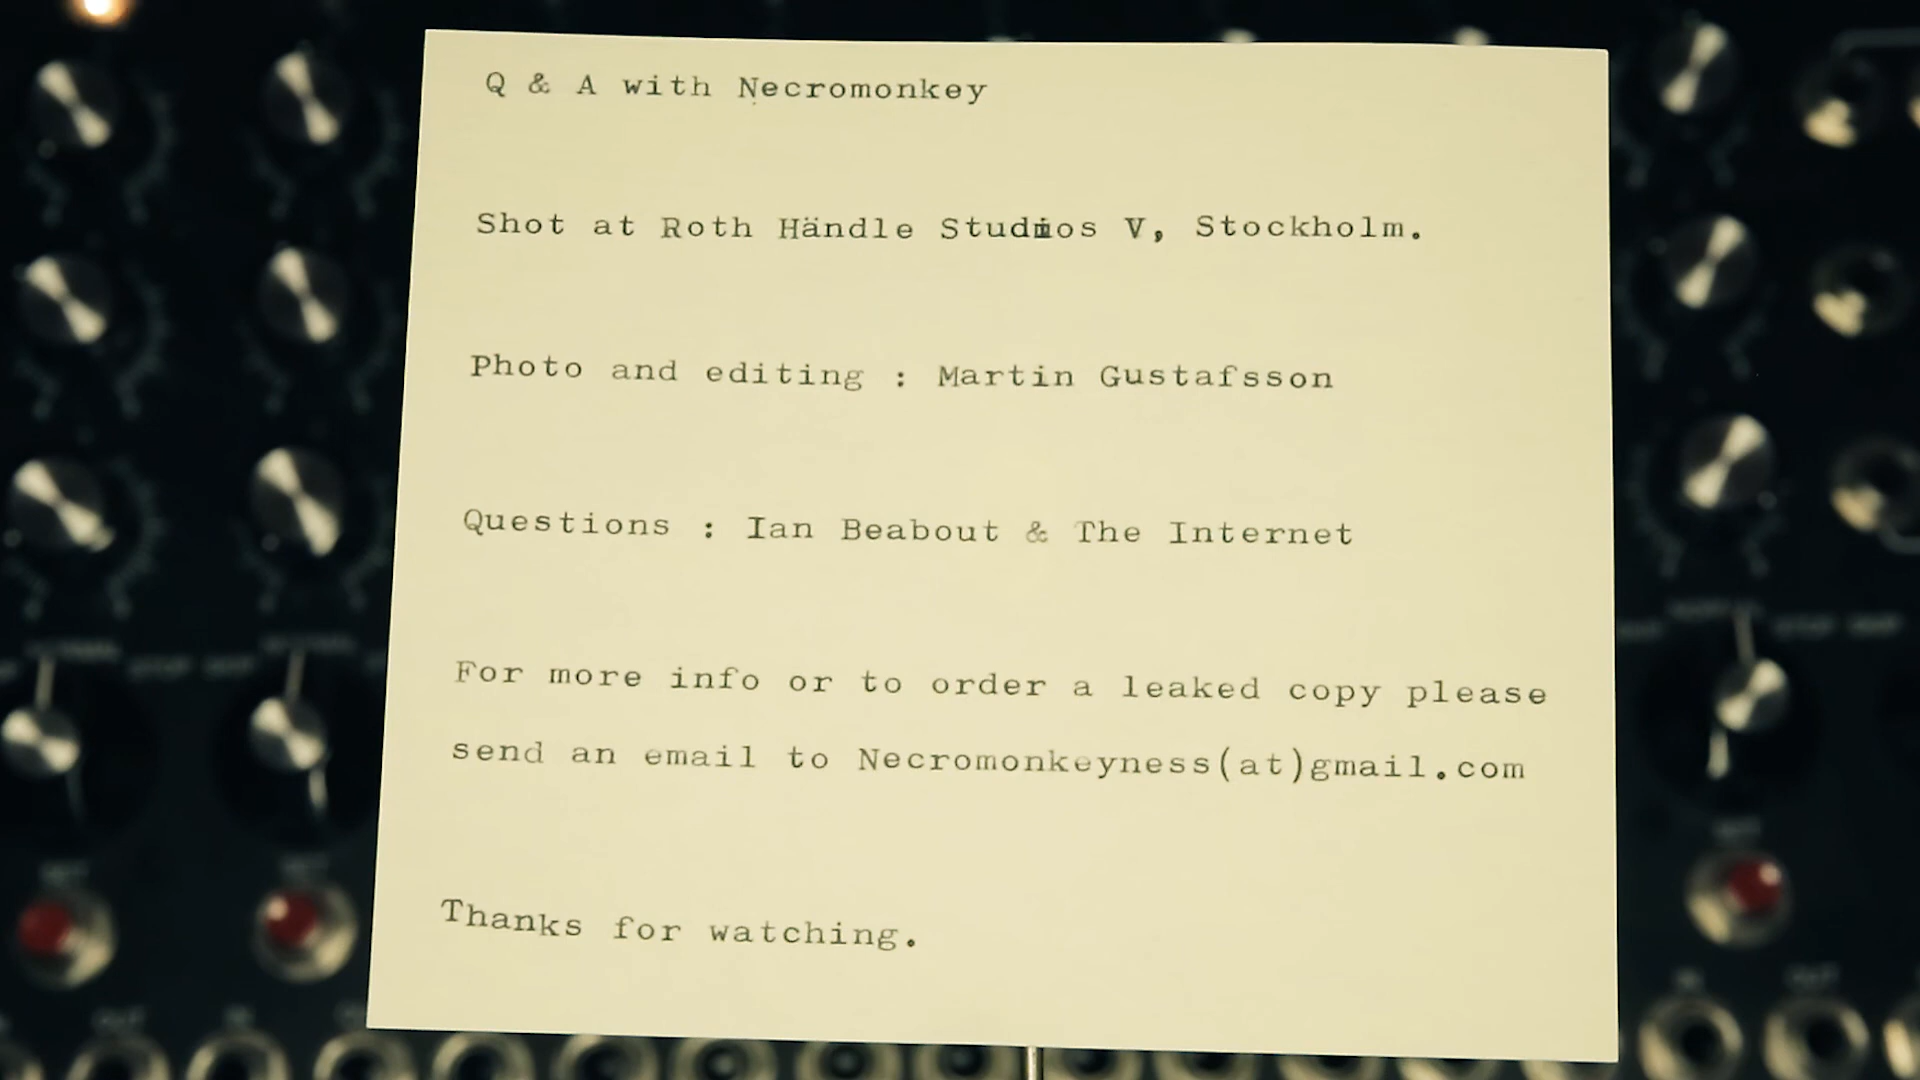 Q & A with Necromonkey
Shot at Roth Händle Studios V, Stockholm.
Photo and editing : Martin Gustafsson
Questions : Ian Beabout & The Internet
For more info or to order a leaked copy please
send an email to Necromonkeyness(at)gmail.com
Thanks for watching.